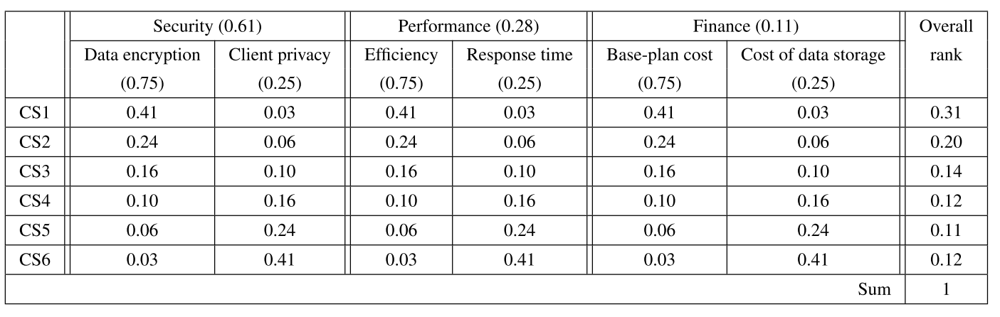 Security (0.61) Performance (0.28) Finance (0.11) Overall
Data encryption Client privacy Efficiency Response time Base-plan cost Cost of data storage rank
(0.75) (0.25) (0.75) (0.25) (0.75) (0.25)
CS1 0.41 0.03 0.41 0.03 0.41 0.03 0.31
CS2 0.24 0.06 0.24 0.06 0.24 0.06 0.20
CS3 0.16 0.10 0.16 0.10 0.16 0.10 0.14
CS4 0.10 0.16 0.10 0.16 0.10 0.16 0.12
CS5 0.06 0.24 0.06 0.24 0.06 0.24 0.11
CS6 0.03 0.41 0.03 0.41 0.03 0.41 0.12
Sum 1